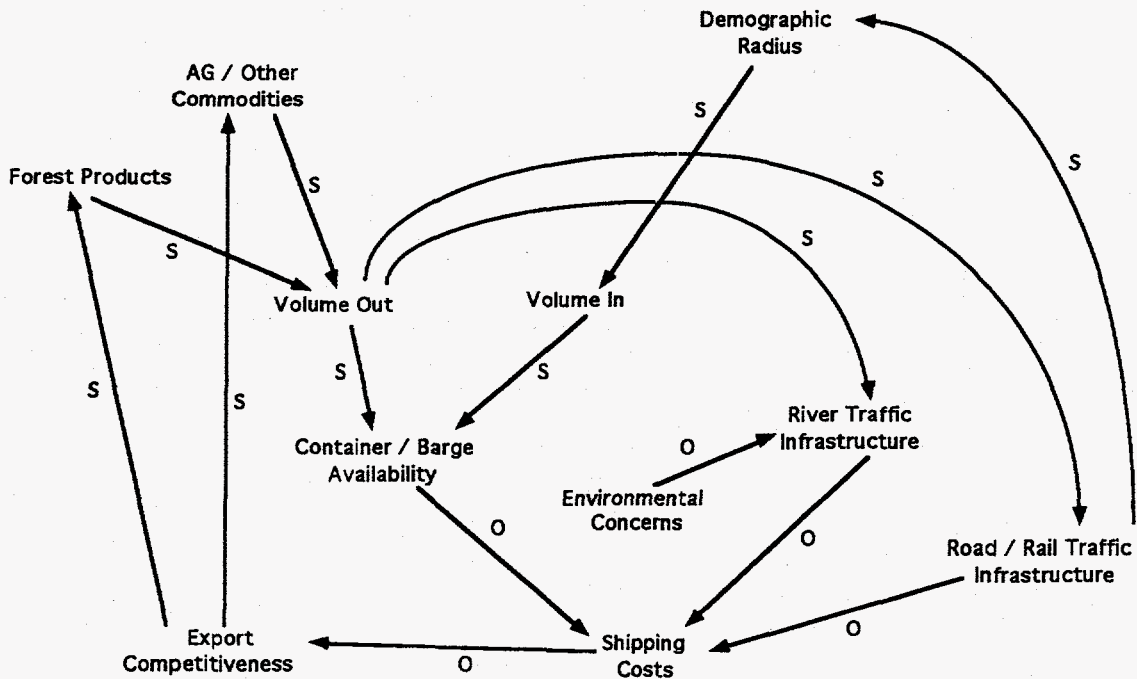 Demographic
Radius
AG / Other
Commodities
S
Forest Products
S
S
S
S
S
Volume Out
Volume In
S
S
S
S
River Traffic
Infrastructure
Container / Barge
Availability
O
Environmental
Concerns
O
O
Road / Rail Traffic
Infrastructure
O
Export
Competitiveness
O
Shipping
Costs